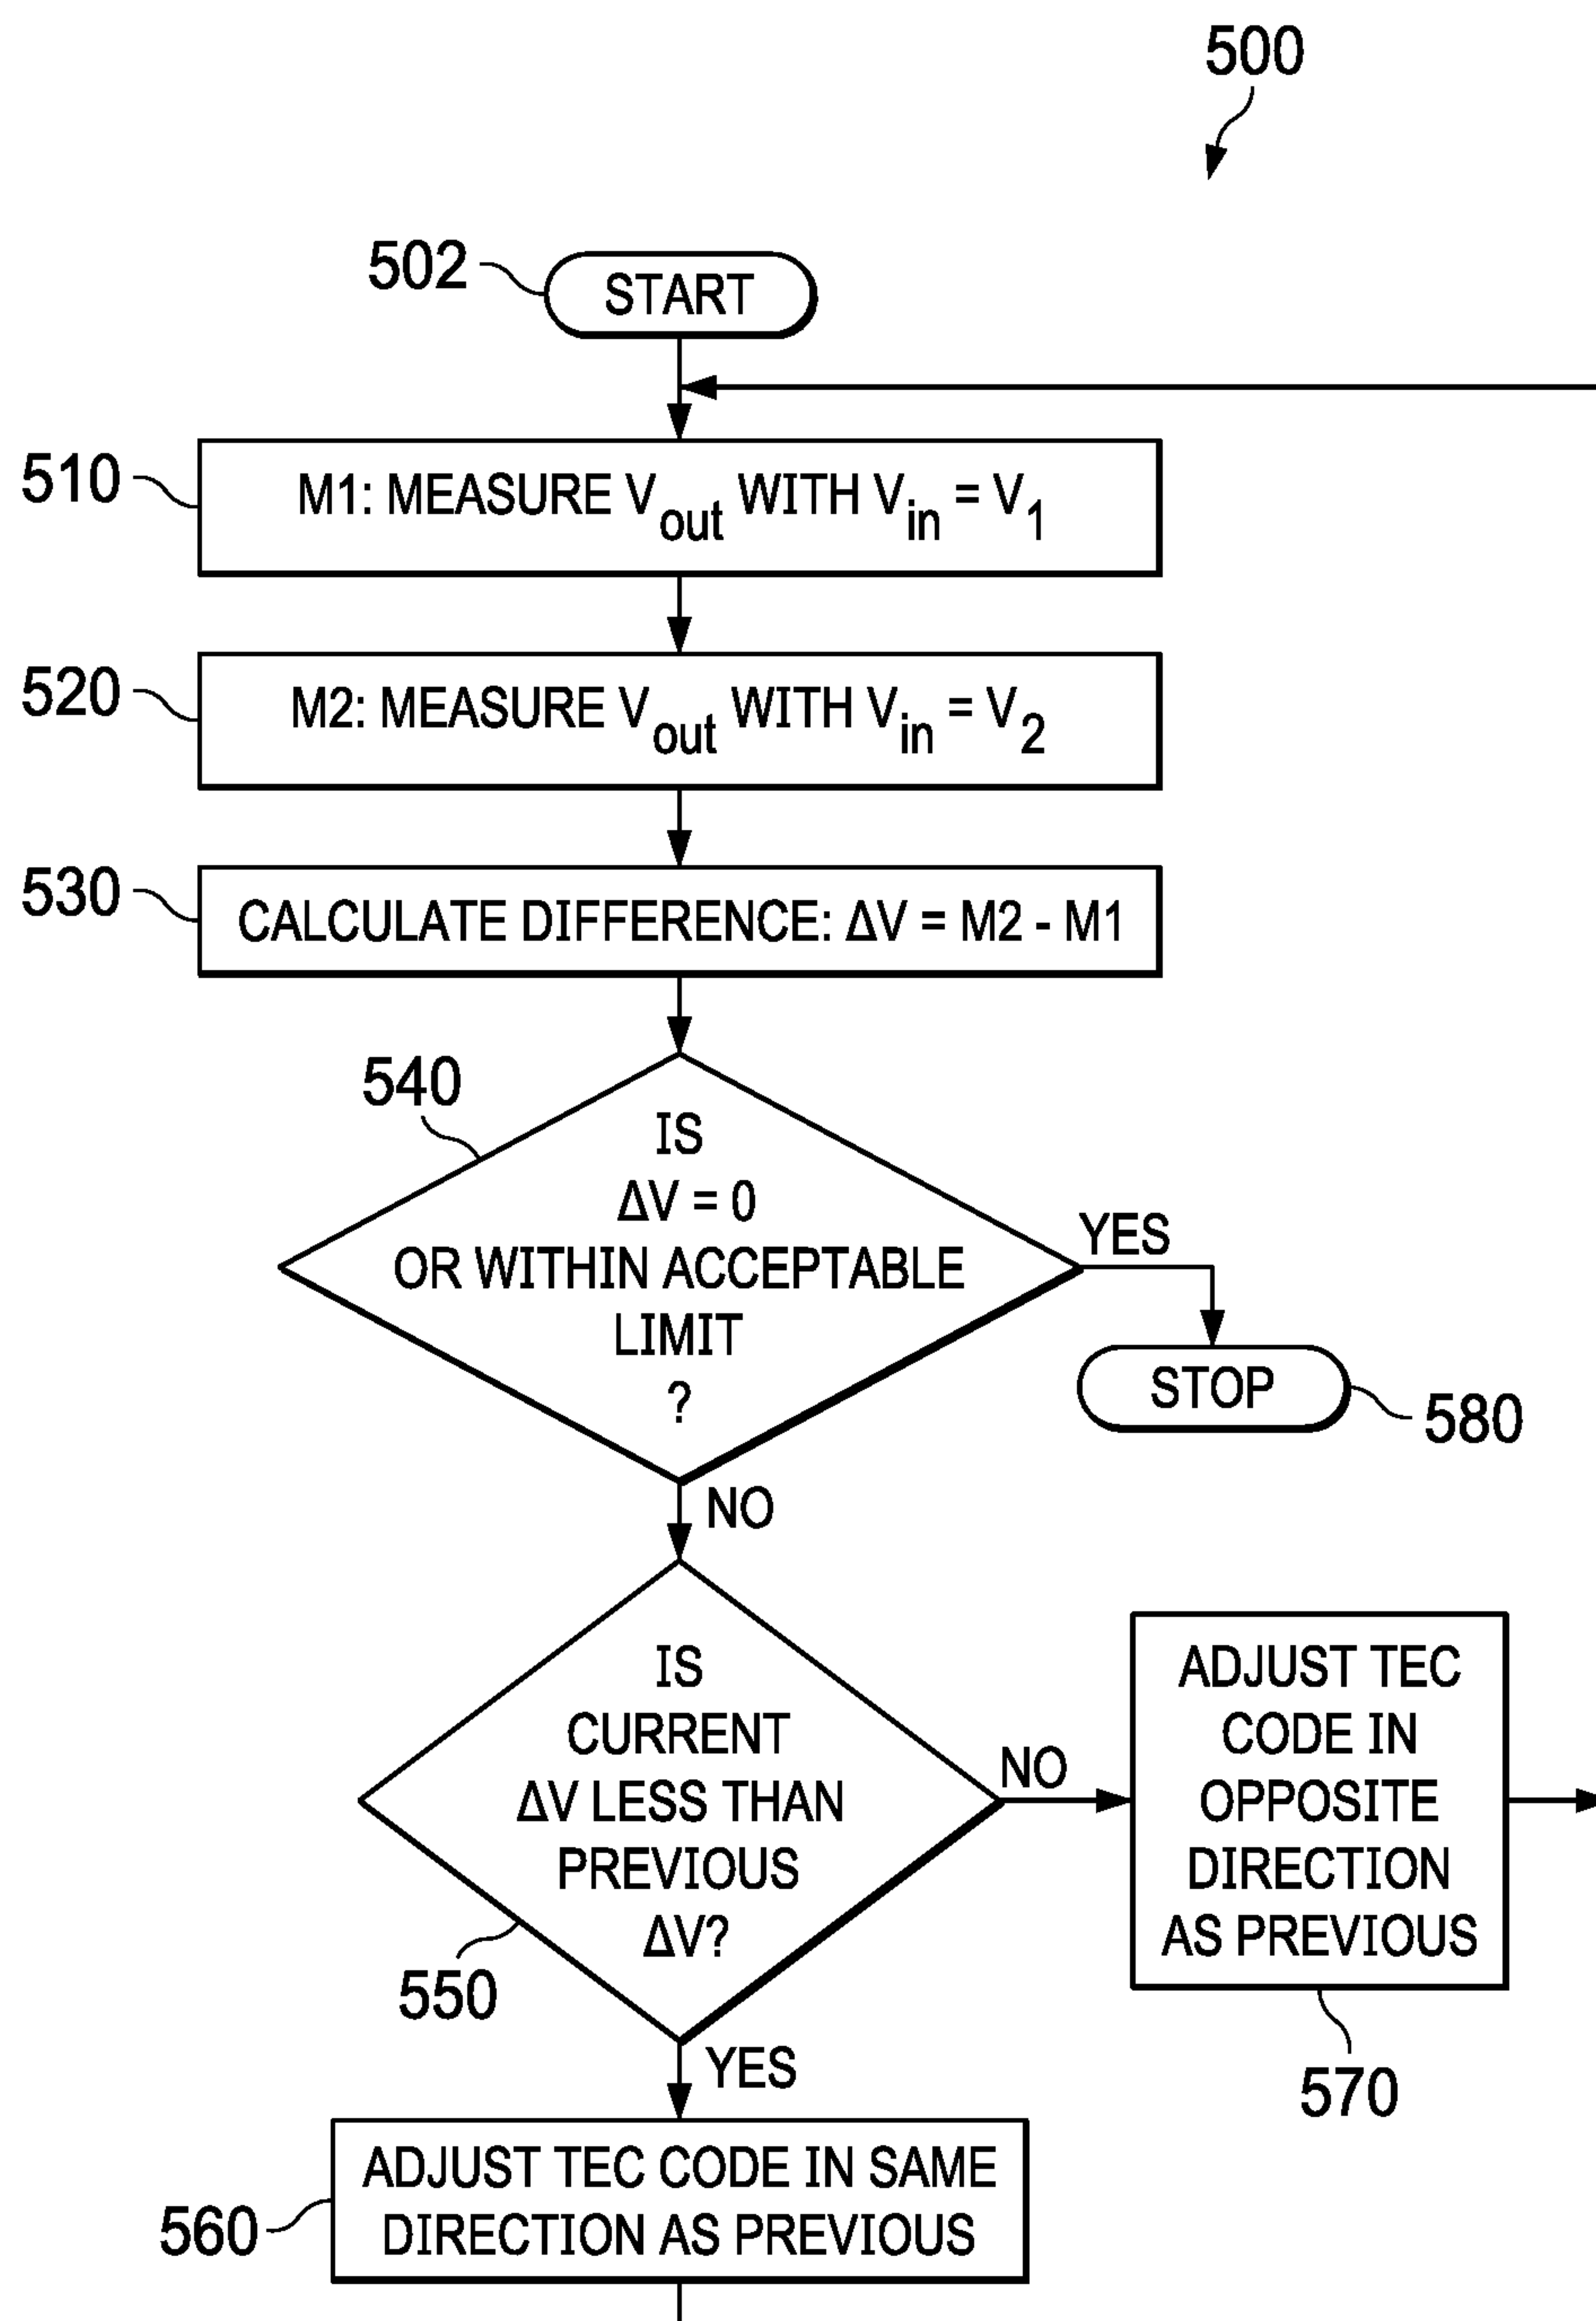 500
502
START
510
M1: MEASURE Vout WITH Vin = V1
520
M2: MEASURE Vout WITH Vin = V2
530
CALCULATE DIFFERENCE: ΔV = M2 - M1
540
IS
ΔV = 0
OR WITHIN ACCEPTABLE
LIMIT
?
YES
STOP
580
NO
IS
CURRENT
ΔV LESS THAN
PREVIOUS
ΔV?
550
NO
ADJUST TEC
CODE IN
OPPOSITE
DIRECTION
AS PREVIOUS
570
YES
ADJUST TEC CODE IN SAME
DIRECTION AS PREVIOUS
560